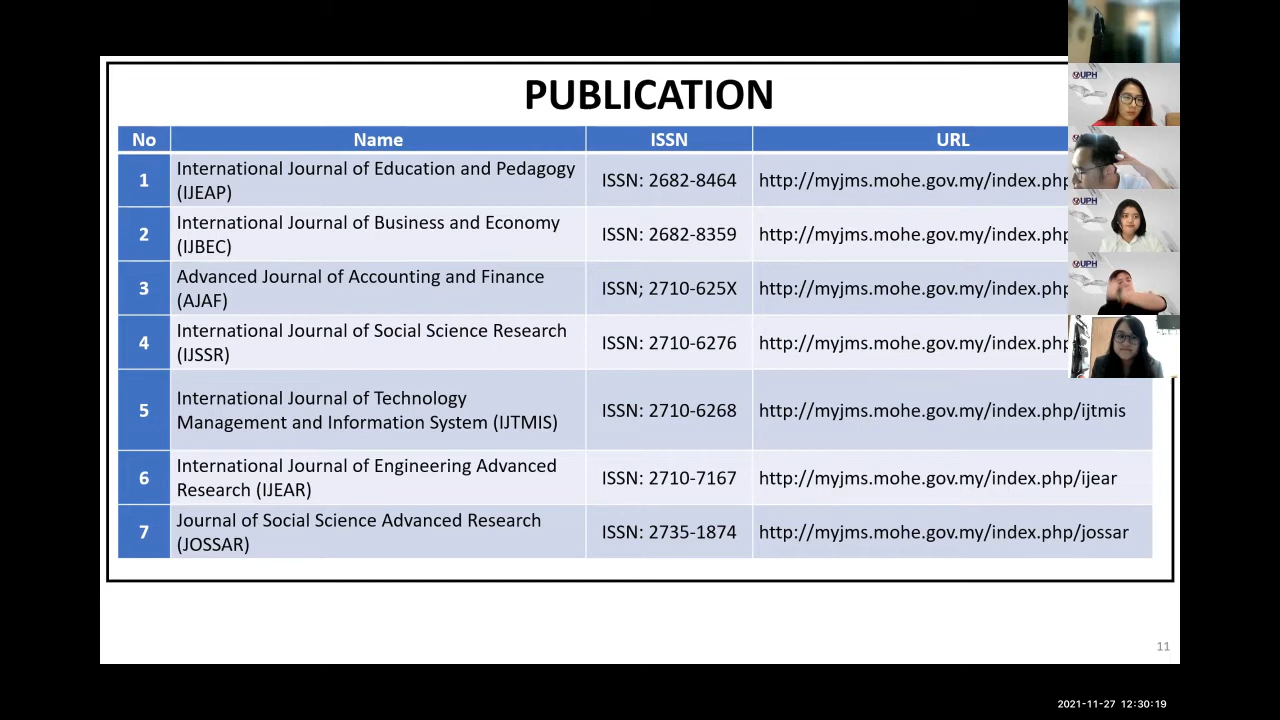 PUBLICATION
No Name ISSN URL
1 International Journal of Education and Pedagogy
(IJEAP) ISSN: 2682-8464 http://myjms.mohe.gov.my/index.php
2 International Journal of Business and Economy
(IJBEC) ISSN: 2682-8359 http://myjms.mohe.gov.my/index.php
3 Advanced Journal of Accounting and Finance
(AJAF) ISSN; 2710-625X http://myjms.mohe.gov.my/index.php
4 International Journal of Social Science Research
(IJSSR) ISSN: 2710-6276 http://myjms.mohe.gov.my/index.php
5 International Journal of Technology
Management and Information System (IJTMIS) ISSN: 2710-6268 http://myjms.mohe.gov.my/index.php/ijtmis
6 International Journal of Engineering Advanced
Research (IJEAR) ISSN: 2710-7167 http://myjms.mohe.gov.my/index.php/ijear
7 Journal of Social Science Advanced Research
(JOSSAR) ISSN: 2735-1874 http://myjms.mohe.gov.my/index.php/jossar
UPH
UPH
UPH
11
2021-11-27 12:30:19